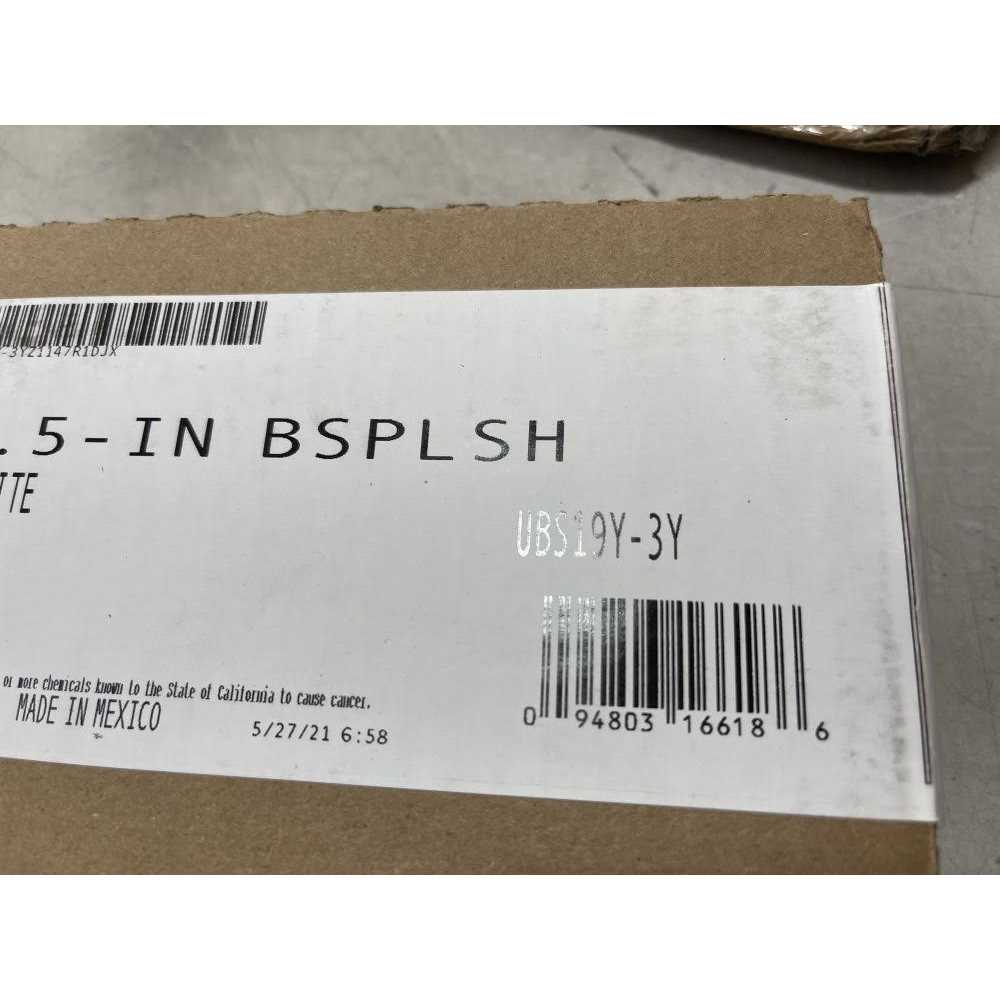 -3Y21147R1DJX
.5-IN BSPLSH
TTE
UBS19Y-3Y
or more chemicals known to the State of California to cause cancer.
MADE IN MEXICO
5/27/21 6:58
0 94803 16618 6